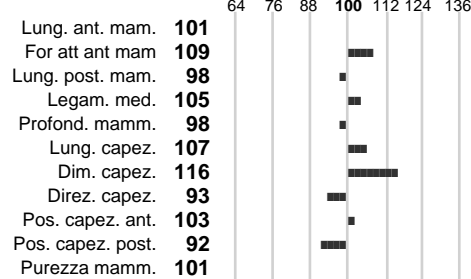 64 76 88 100 112 124 136
Lung. ant. mam. 101
For att ant mam 109
Lung. post. mam 98
Legam. med. 105
Profond. mamm. 98
Lung. capez. 107
Dim. capez. 116
Direz. capez. 93
Pos. capez. ant. 103
Pos. capez. post. 92
Purezza mamm. 101